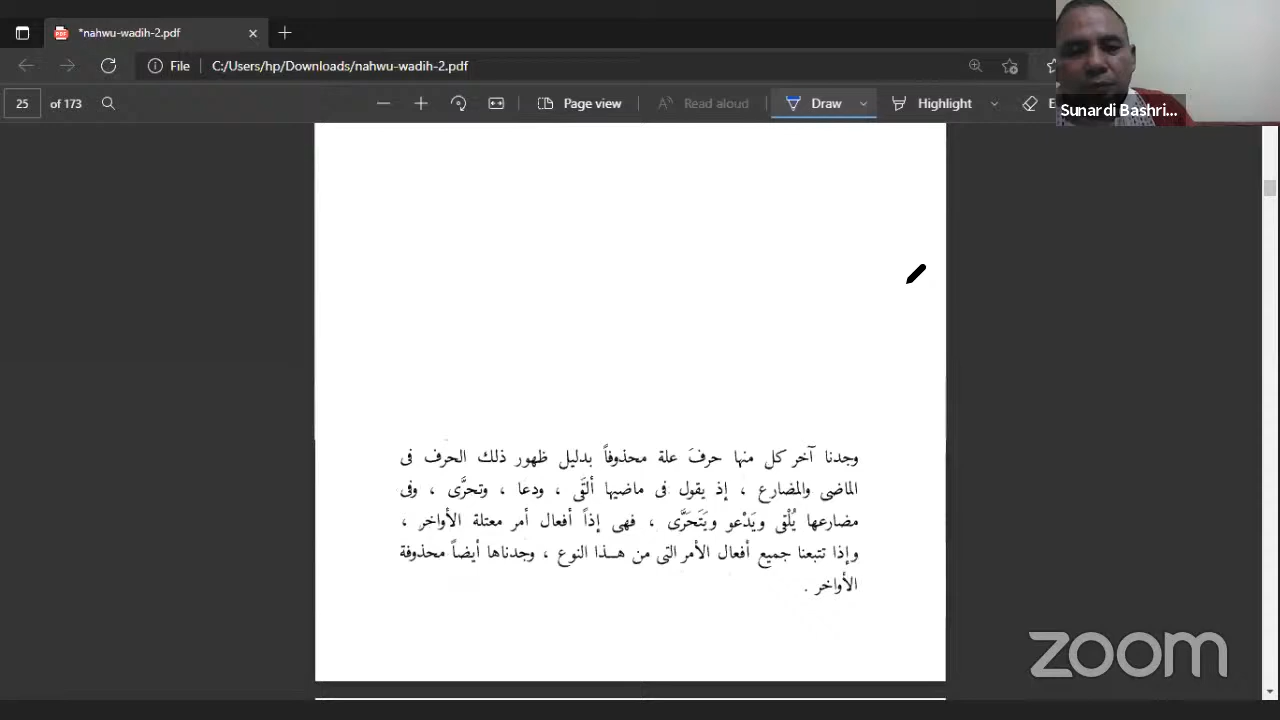 *nahwu-wadih-2.pdf
File C:/Users/hp/Downloads/nahwu-wadih-2.pdf
25 of 173 Page view Read aloud Draw Highlight E
Sunardi Bashri...
وجدنا آخر كل منها حرفَ علة محذوفاً بدليل ظهور ذلك الحرف فى
الماضى والمضارع ، إذ يقول فى ماضيها ألقَى ، ودعا ، وتحرَّى ، وفى
مضارعها يُلْقى ويَدْعو ويَتَحَرَّى ، فهى إذاً أفعال أمر معتلة الأواخر ،
وإذا تتبعنا جميع أفعال الأمر التى من هـذا النوع ، وجدناها أيضاً محذوفة
الأواخر .
zoom